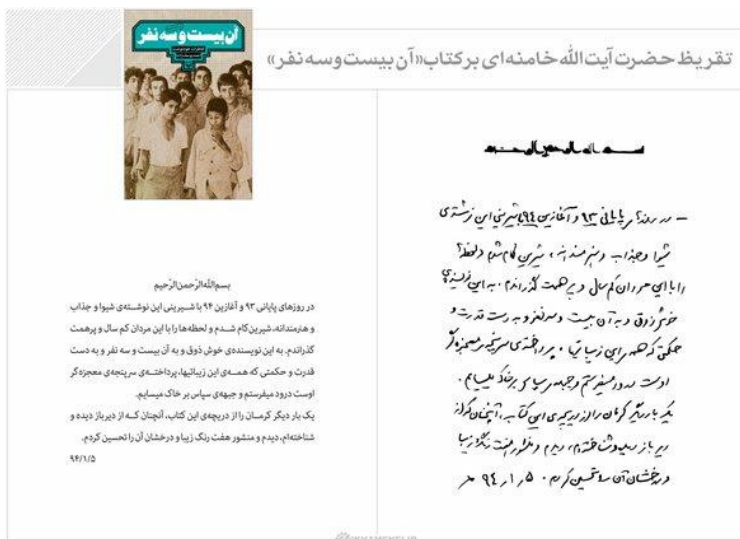 تقریظ حضرت آیت‌الله خامنه‌ای بر کتاب «آن بیست‌وسه نفر»
آن بیست‌وسه نفر
بسم‌الله‌الرّحمن‌الرّحیم
در روزهای پایانی ۹۳ و آغازین ۹۴ با شیرینی این نوشته‌ی شیوا و جذاب
و هنرمندانه، شیرین‌کام شدم و لحظه‌ها را با این مردان کم سال و پرهمت
گذراندم. به این نویسنده‌ی خوش ذوق و به آن بیست و سه نفر و به دست
قدرت و حکمتی که همه‌ی این زیبائیها، پرداخته‌ی سرپنجه‌ی معجزه‌گر
اوست درود میفرستم و جبهه‌ی سپاس بر خاک میسایم.
یک بار دیگر کرمان را از دریچه‌ی این کتاب، آنچنان کـه از دیرباز دیده و
شناخته‌ام، دیدم و منشور هفت رنگ زیبا و درخشان آن را تحسین کردم.
۹۴/۱/۵
بسم الله الرحمن الرحیم
- در روزهای پایانی ۹۳ و آغازین ۹۴ با شیرینی این نوشته‌ی
شیوا و جذاب و هنرمندانه، شیرین کام شدم و لحظه‌ها
را با این مردان کم سال و پرهمت گذراندم. به این نویسنده‌ی
خوش ذوق و به آن بیست و سه نفر و به دست قدرت و
حکمتی که همه‌ی این زیبائیها، پرداخته‌ی سرپنجه‌ی معجزه‌گر
اوست درود میفرستم و جبهه‌ی سپاس بر خاک میسایم.
یک بار دیگر کرمان را از دریچه‌ی این کتاب، آنچنان که از
دیرباز دیده و شناخته‌ام، دیدم و منشور هفت رنگ زیبا
و درخشان آن را تحسین کردم. ۹۴/۱/۵